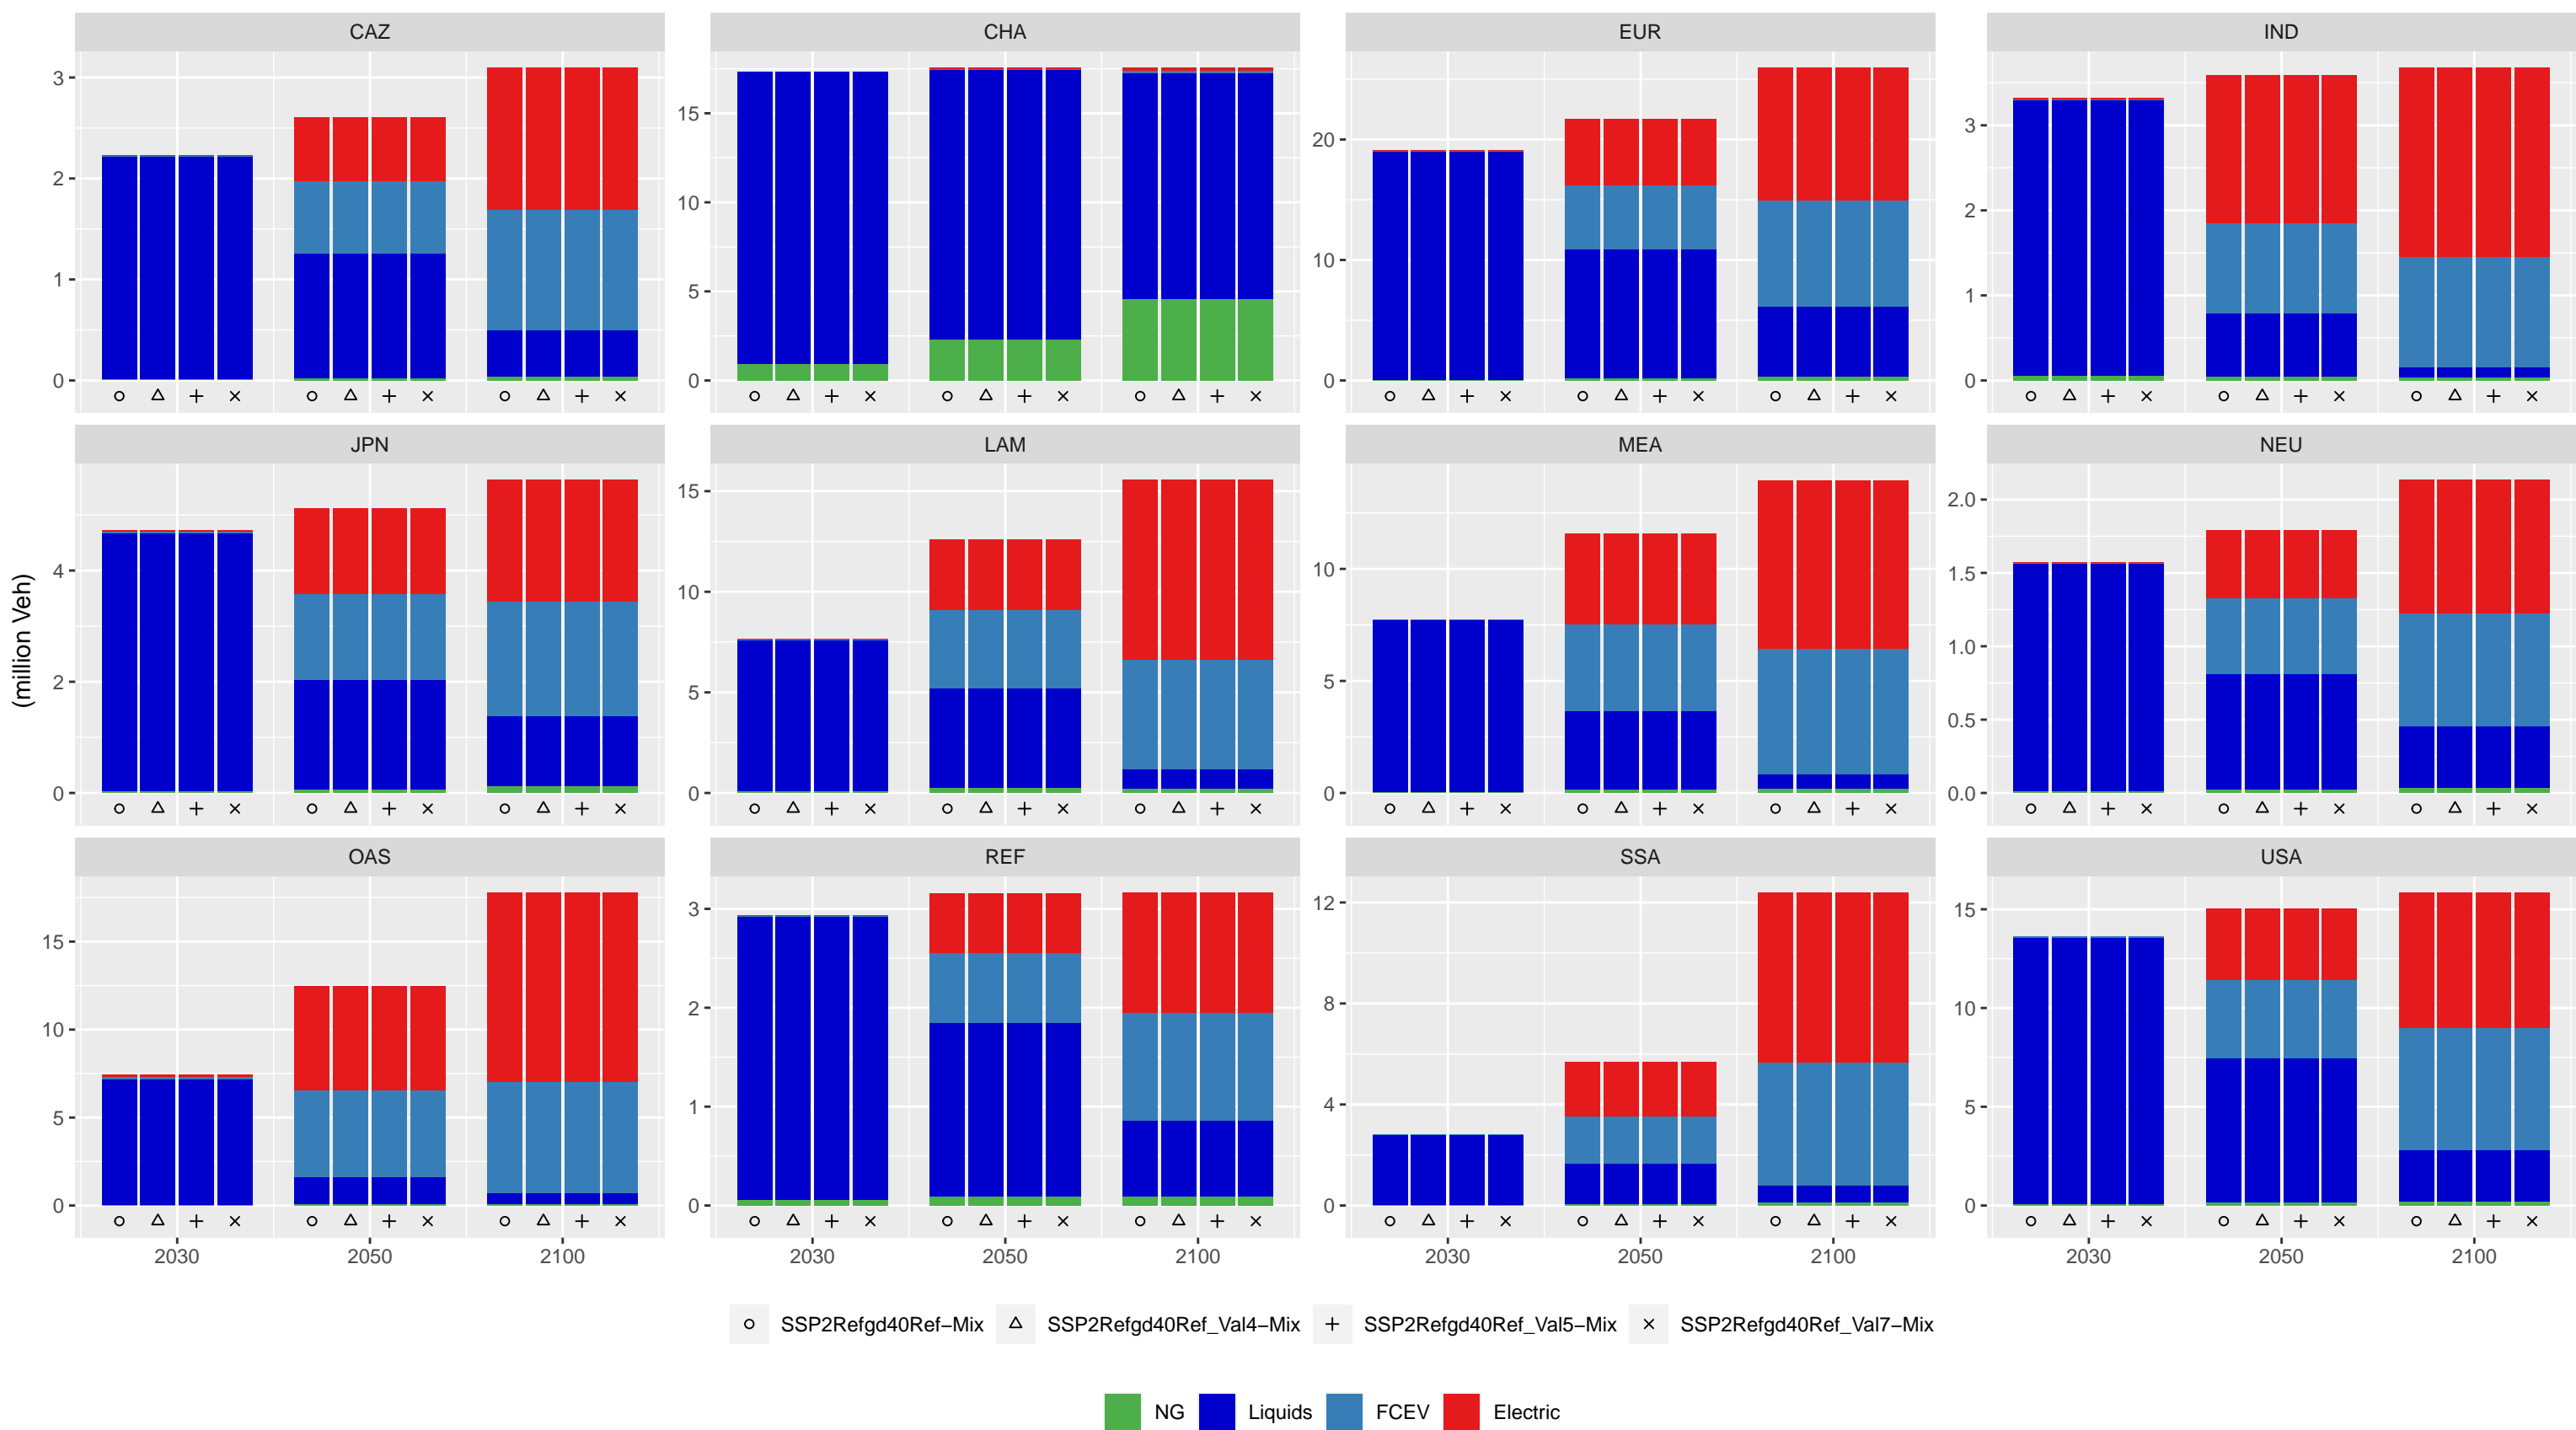 CAZ CHA EUR IND
3 2 1 0
15 10 5 0
20 10 0
3 2 1 0
JPN LAM MEA NEU
4 2 0
15 10 5 0
10 5 0
2.0 1.5 1.0 0.5 0.0
(million Veh)
OAS REF SSA USA
15 10 5 0
3 2 1 0
12 8 4 0
15 10 5 0
2030 2050 2100 2030 2050 2100 2030 2050 2100 2030 2050 2100
SSP2Refgd40Ref−Mix SSP2Refgd40Ref_Val4−Mix SSP2Refgd40Ref_Val5−Mix SSP2Refgd40Ref_Val7−Mix
NG Liquids FCEV Electric